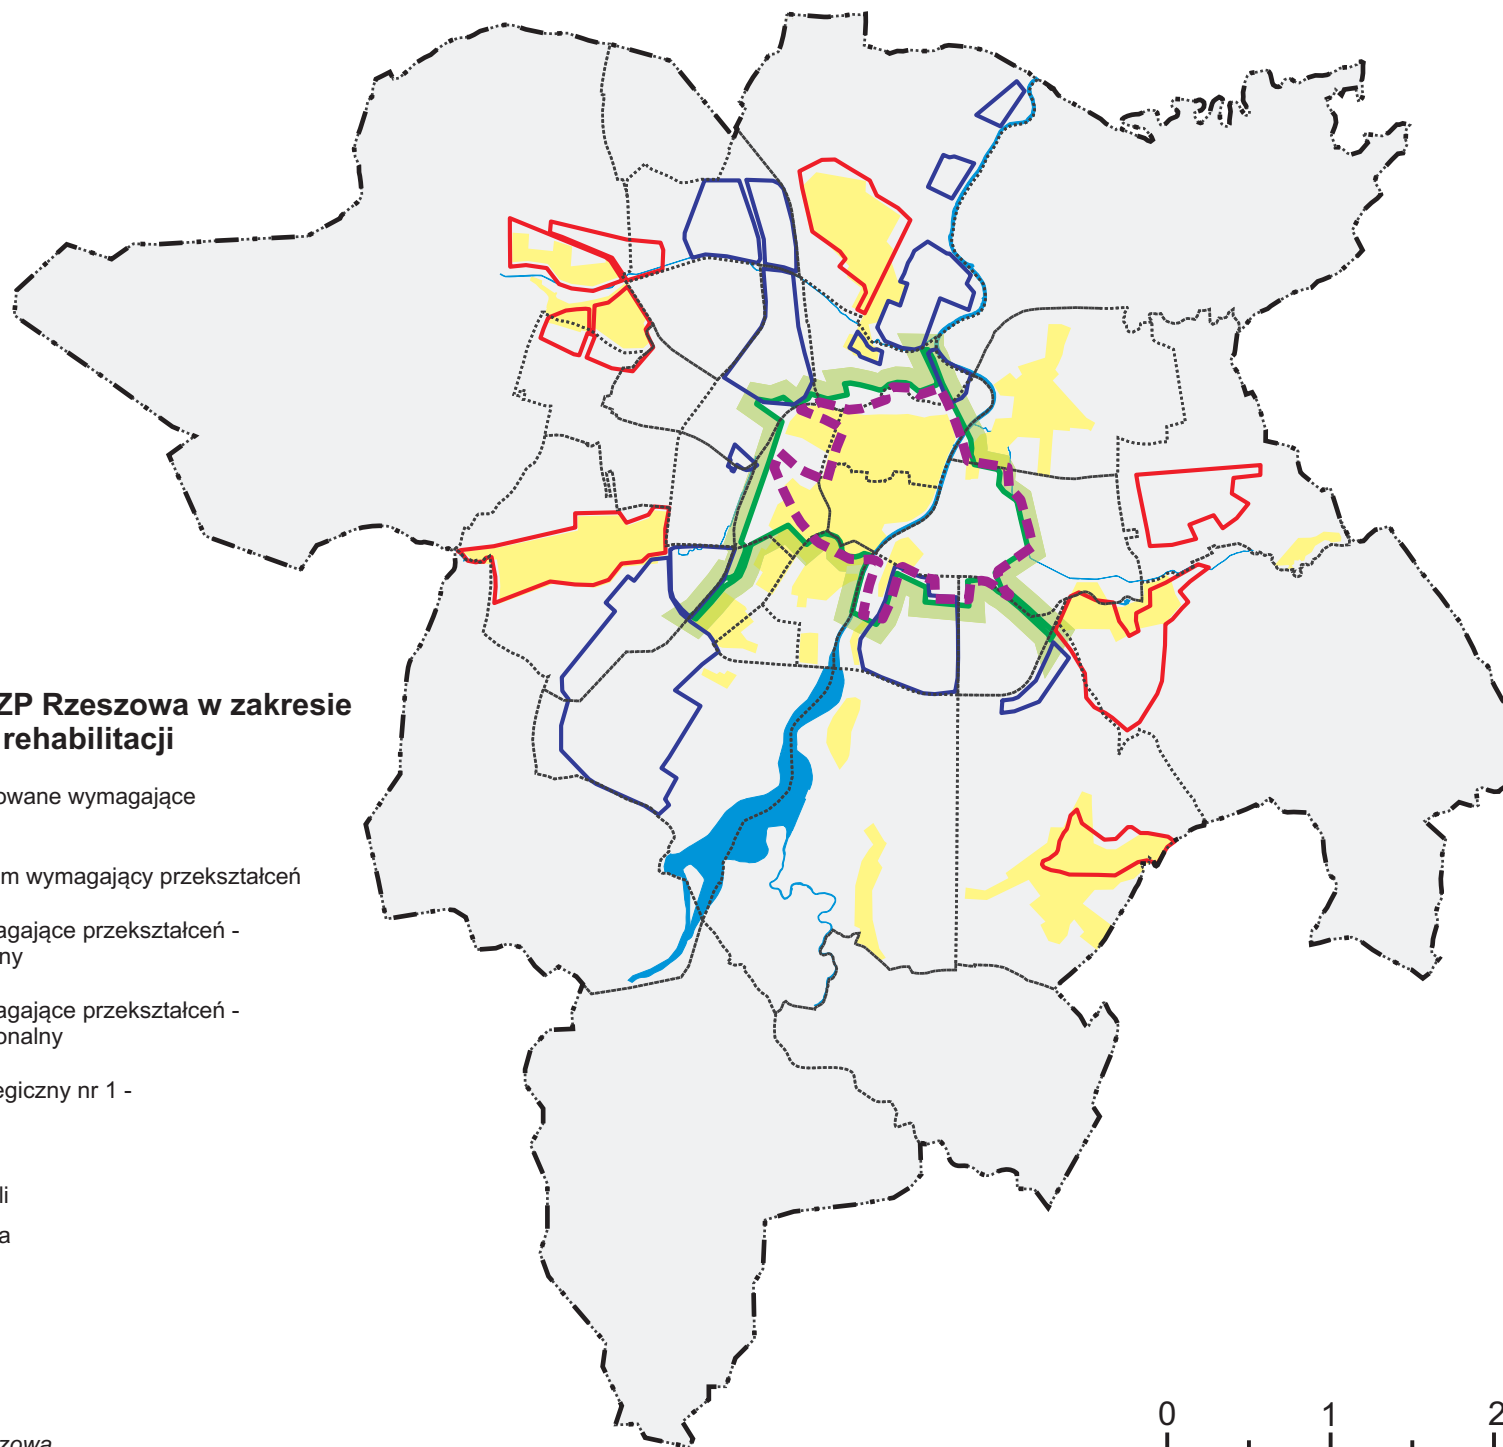 ZP Rzeszowa w zakresie
rehabilitacji
owane wymagające
m wymagający przekształceń
agające przekształceń -
ny
agające przekształceń -
onalny
egiczny nr 1 -
li
a
zowa
0 1 2